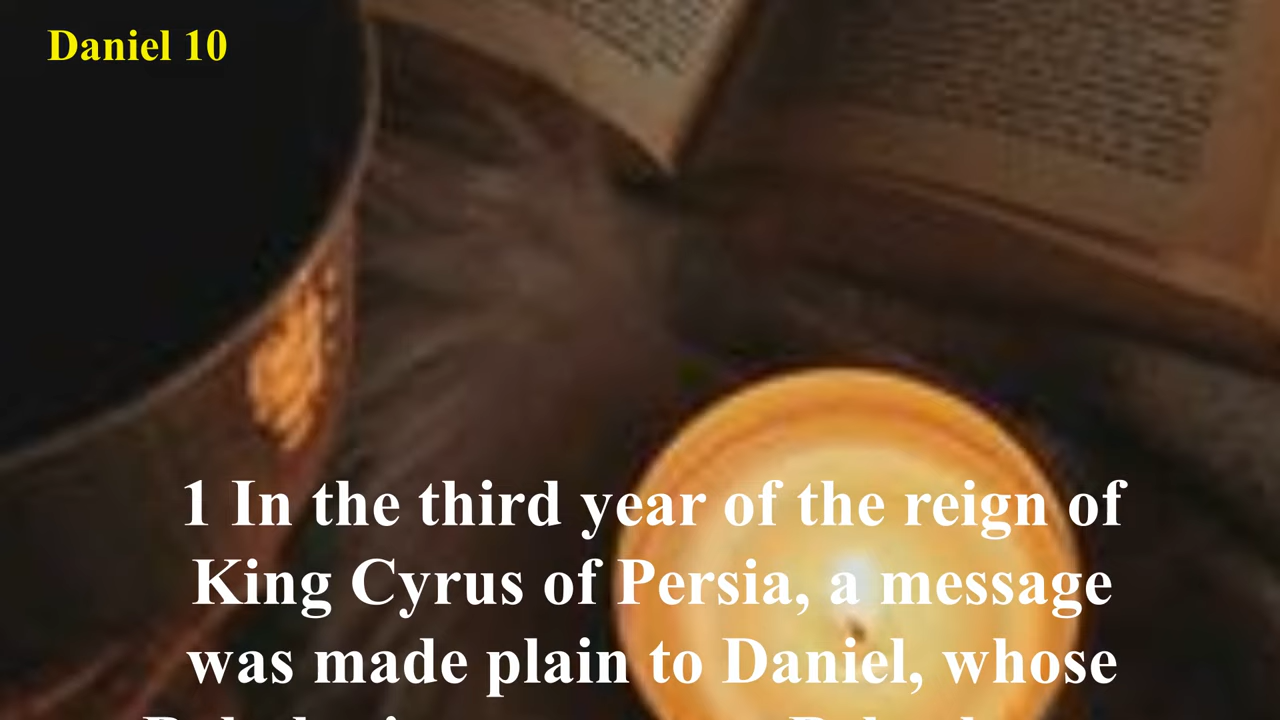 Daniel 10
1 In the third year of the reign of
King Cyrus of Persia, a message
was made plain to Daniel, whose